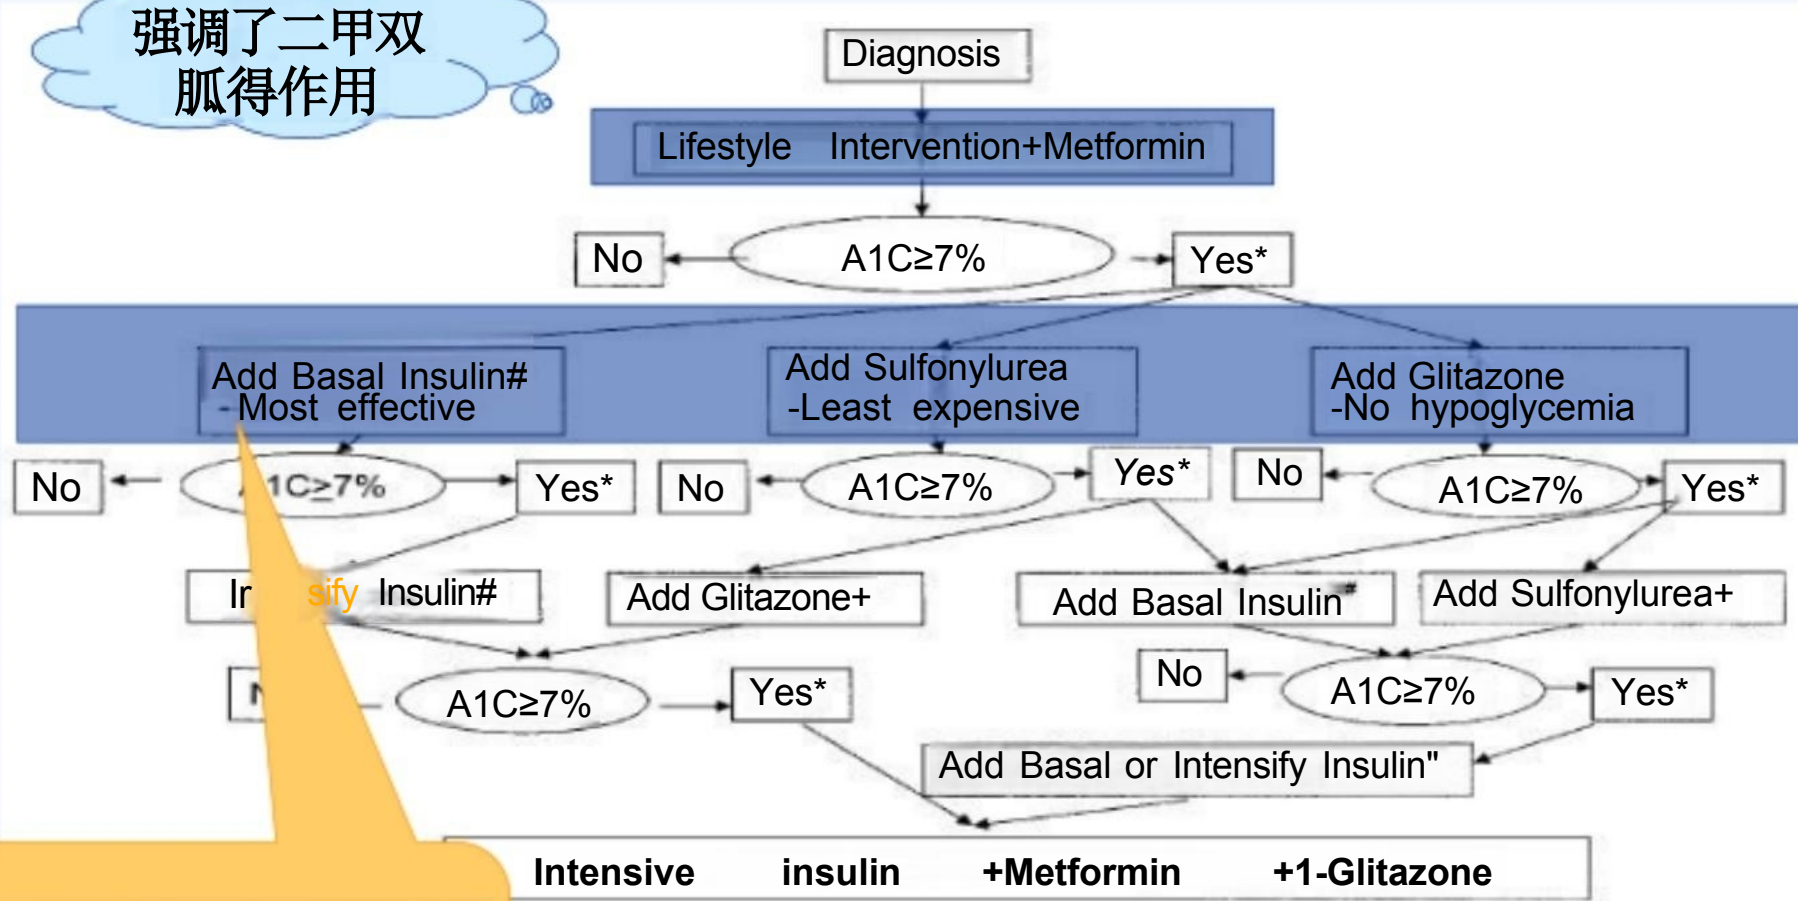 强调了二甲双
胍得作用
Diagnosis
Lifestyle Intervention+Metformin
No
A1C≥7%
Yes*
Add Basal Insulin#
-Most effective
Add Sulfonylurea
-Least expensive
Add Glitazone
-No hypoglycemia
No
1C≥7%
Yes*
No
A1C≥7%
Yes*
No
A1C≥7%
Yes*
sify Insulin#
Add Glitazone+
Add Basal Insulin#
Add Sulfonylurea+
A1C≥7%
Yes*
No
A1C≥7%
Yes*
Add Basal or Intensify Insulin"
Intensive insulin +Metformin +1-Glitazone